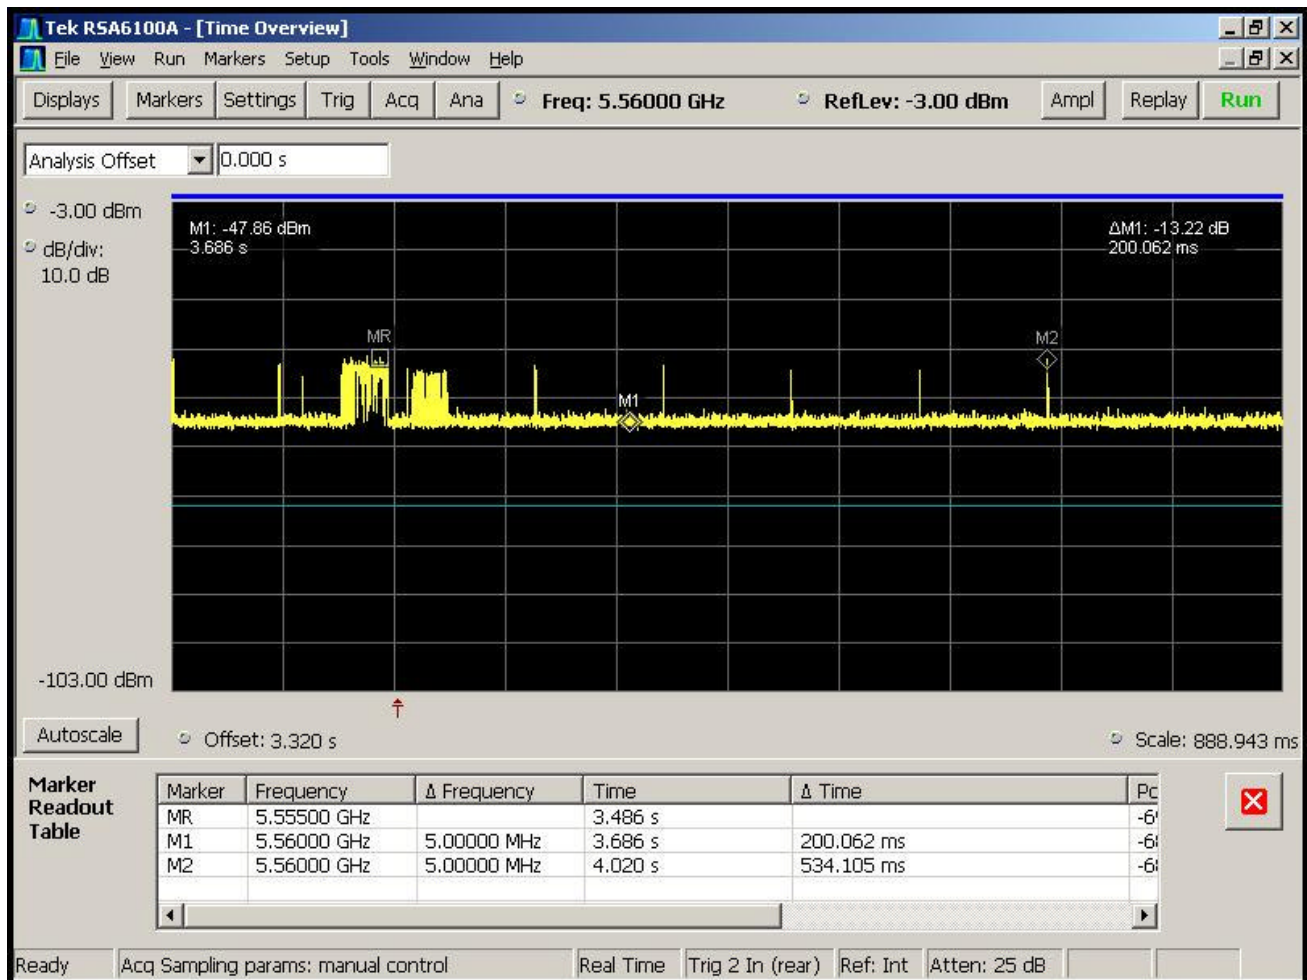 Tek RSA6100A - [Time Overview]
File View Run Markers Setup Tools Window Help
Displays Markers Settings Trig Acq Ana Freq: 5.56000 GHz RefLev: -3.00 dBm Ampl Replay Run
Analysis Offset 0.000 s
-3.00 dBm
dB/div:
10.0 dB
M1: -47.86 dBm
3.686 s
ΔM1: -13.22 dB
200.062 ms
MR
M2
M1
-103.00 dBm
Autoscale Offset: 3.320 s Scale: 888.943 ms
Marker
Readout
Table
Marker Frequency Δ Frequency Time Δ Time
MR 5.55500 GHz 3.486 s
M1 5.56000 GHz 5.00000 MHz 3.686 s 200.062 ms
M2 5.56000 GHz 5.00000 MHz 4.020 s 534.105 ms
Ready Acq Sampling params: manual control Real Time Trig 2 In (rear) Ref: Int Atten: 25 dB